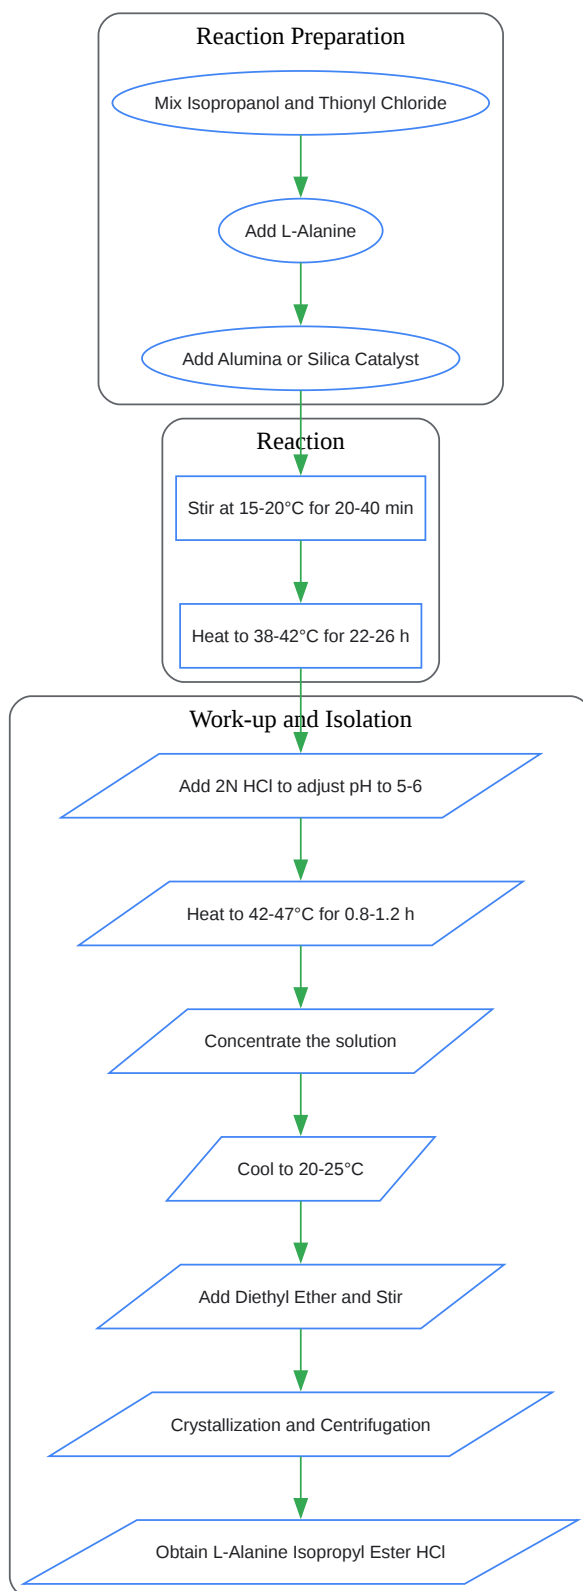 Reaction Preparation
Mix Isopropanol and Thionyl Chloride
Add L-Alanine
Add Alumina or Silica Catalyst
Reaction
Stir at 15-20°C for 20-40 min
Heat to 38-42°C for 22-26 h
Work-up and Isolation
Add 2N HCl to adjust pH to 5-6
Heat to 42-47°C for 0.8-1.2 h
Concentrate the solution
Cool to 20-25°C
Add Diethyl Ether and Stir
Crystallization and Centrifugation
Obtain L-Alanine Isopropyl Ester HCl